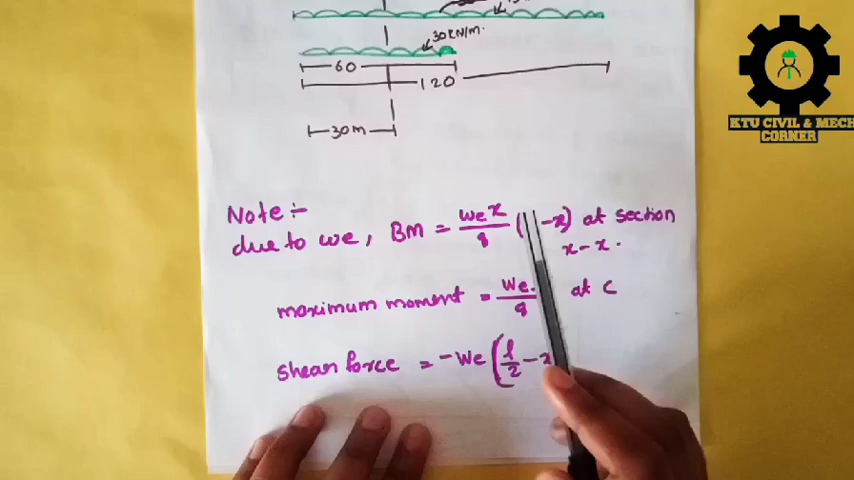 30KN/m.
60
120
30m
Note :-
due to we, BM = wex/8 ( -x) at section
x-x.
maximum moment = we./8 at c
shear force = -we (l/2 -x
KTU CIVIL & MECH
CORNER